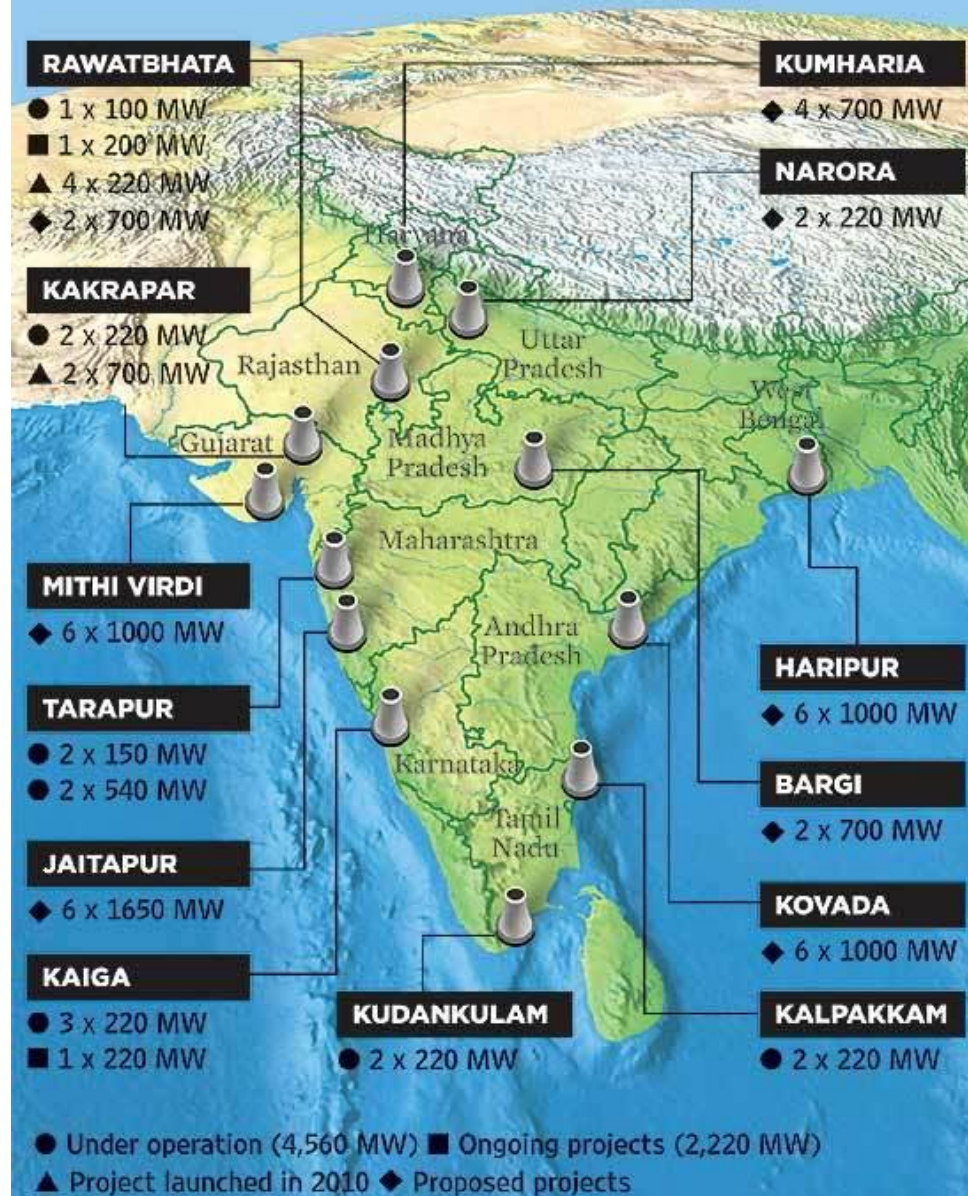 RAWATBHATA
● 1 x 100 MW
■ 1 x 200 MW
▲ 4 x 220 MW
◆ 2 x 700 MW
KAKRAPAR
● 2 x 220 MW
▲ 2 x 700 MW
MITHI VIRDI
◆ 6 x 1000 MW
TARAPUR
● 2 x 150 MW
● 2 x 540 MW
JAITAPUR
◆ 6 x 1650 MW
KAIGA
● 3 x 220 MW
■ 1 x 220 MW
KUDANKULAM
● 2 x 220 MW
KUMHARIA
◆ 4 x 700 MW
NARORA
◆ 2 x 220 MW
HARIPUR
◆ 6 x 1000 MW
BARGI
◆ 2 x 700 MW
KOVADA
◆ 6 x 1000 MW
KALPAKKAM
● 2 x 220 MW
Haryana
Rajasthan
Uttar
Pradesh
West
Bengal
Gujarat
Madhya
Pradesh
Maharashtra
Andhra
Pradesh
Karnataka
Tamil
Nadu
● Under operation (4,560 MW) ■ Ongoing projects (2,220 MW)
▲ Project launched in 2010 ◆ Proposed projects